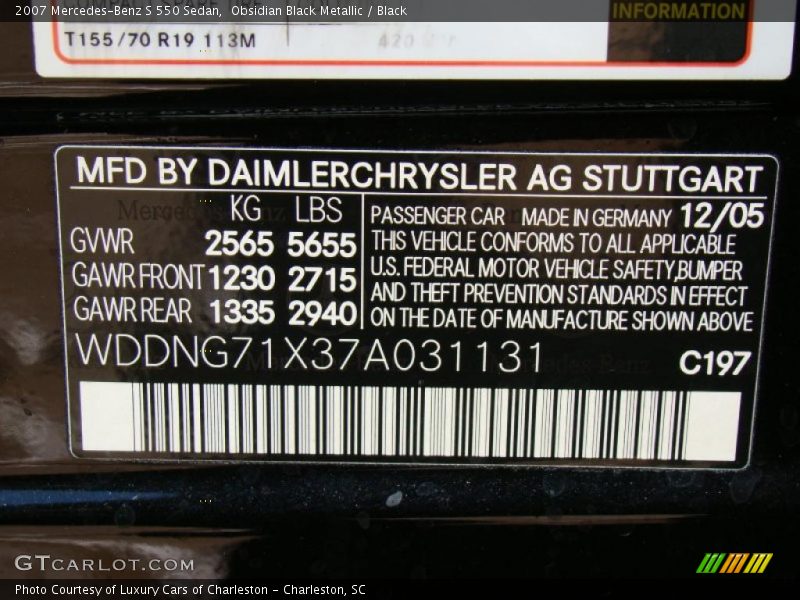 2007 Mercedes-Benz S 550 Sedan, Obsidian Black Metallic / Black
INFORMATION
T155/70 R19 113M
MFD BY DAIMLERCHRYSLER AG STUTTGART
KG LBS
GVWR 2565 5655
GAWR FRONT 1230 2715
GAWR REAR 1335 2940
PASSENGER CAR MADE IN GERMANY 12/05
THIS VEHICLE CONFORMS TO ALL APPLICABLE
U.S. FEDERAL MOTOR VEHICLE SAFETY,BUMPER
AND THEFT PREVENTION STANDARDS IN EFFECT
ON THE DATE OF MANUFACTURE SHOWN ABOVE
WDDNG71X37A031131
C197
GTCARLOT.COM
Photo Courtesy of Luxury Cars of Charleston - Charleston, SC